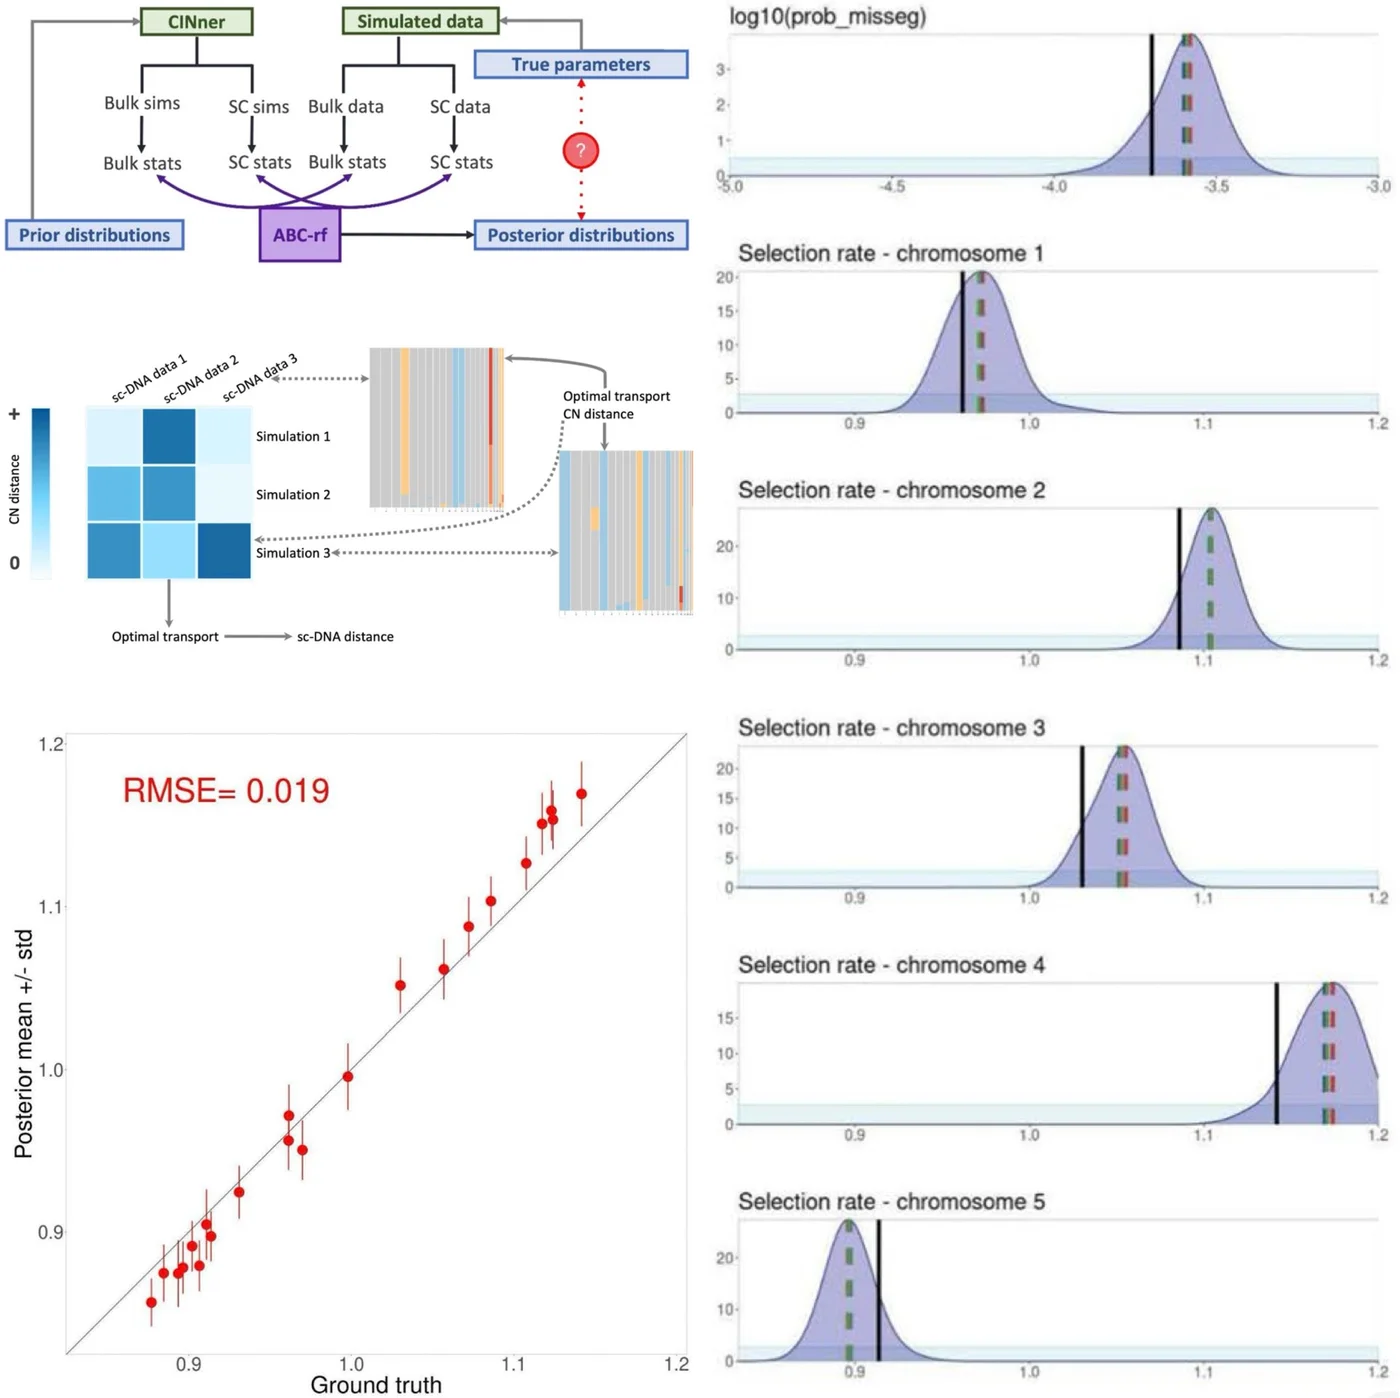 CINner
Simulated data
True parameters
Bulk sims
SC sims
Bulk data
SC data
?
Bulk stats
SC stats
Bulk stats
SC stats
Prior distributions
ABC-rf
Posterior distributions
sc-DNA data 1
sc-DNA data 2
sc-DNA data 3
+
CN distance
0
Simulation 1
Simulation 2
Simulation 3
Optimal transport
CN distance
Optimal transport
sc-DNA distance
RMSE= 0.019
Posterior mean +/- std
1.2
1.1
1.0
0.9
0.9 1.0 1.1 1.2
Ground truth
log10(prob_misseg)
3
2
1
0
-5.0 -4.5 -4.0 -3.5 -3.0
Selection rate - chromosome 1
20
15
10
5
0
0.9 1.0 1.1 1.2
Selection rate - chromosome 2
20
10
0
0.9 1.0 1.1 1.2
Selection rate - chromosome 3
20
15
10
5
0
0.9 1.0 1.1 1.2
Selection rate - chromosome 4
15
10
5
0
0.9 1.0 1.1 1.2
Selection rate - chromosome 5
20
10
0
0.9 1.0 1.1 1.2